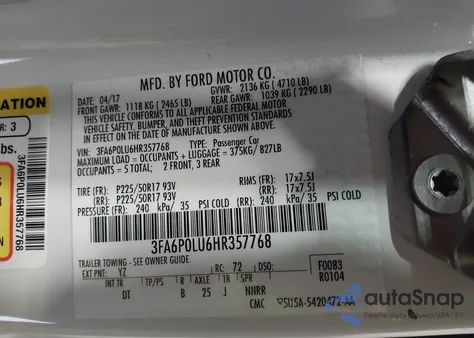 MFD. BY FORD MOTOR CO.
DATE: 04/17 GVWR: 2136 KG ( 4710 LB)
FRONT GAWR: 1118 KG ( 2465 LB) REAR GAWR: 1039 KG ( 2290 LB)
THIS VEHICLE CONFORMS TO ALL APPLICABLE FEDERAL MOTOR
VEHICLE SAFETY, BUMPER, AND THEFT PREVENTION STANDARDS IN
EFFECT ON THE DATE OF MANUFACTURE SHOWN ABOVE.
VIN: 3FA6P0LU6HR357768 TYPE: Passenger Car
MAXIMUM LOAD = OCCUPANTS + LUGGAGE = 375KG/ 827LB
OCCUPANTS = 5 TOTAL: 2 FRONT, 3 REAR
TIRE (FR): P225/50R17 93V RIMS (FR): 17x7.5J
TIRE (RR): P225/50R17 93V RIMS (RR): 17x7.5J
PRESSURE (FR): 240 kPa/ 35 PSI COLD (RR): 240 kPa/ 35 PSI COLD
3FA6P0LU6HR357768
TRAILER TOWING - SEE OWNER GUIDE
EXT PNT: YZ RC: 72 DSO: F0083
INT TR TP/PS R AXLE TR SPR R0104
DT B 25 J NNRR
CMC 5U5A-5420472-AA
ATION
R: 3
lbs.
3FA6P0LU6HR357768
autoSnap